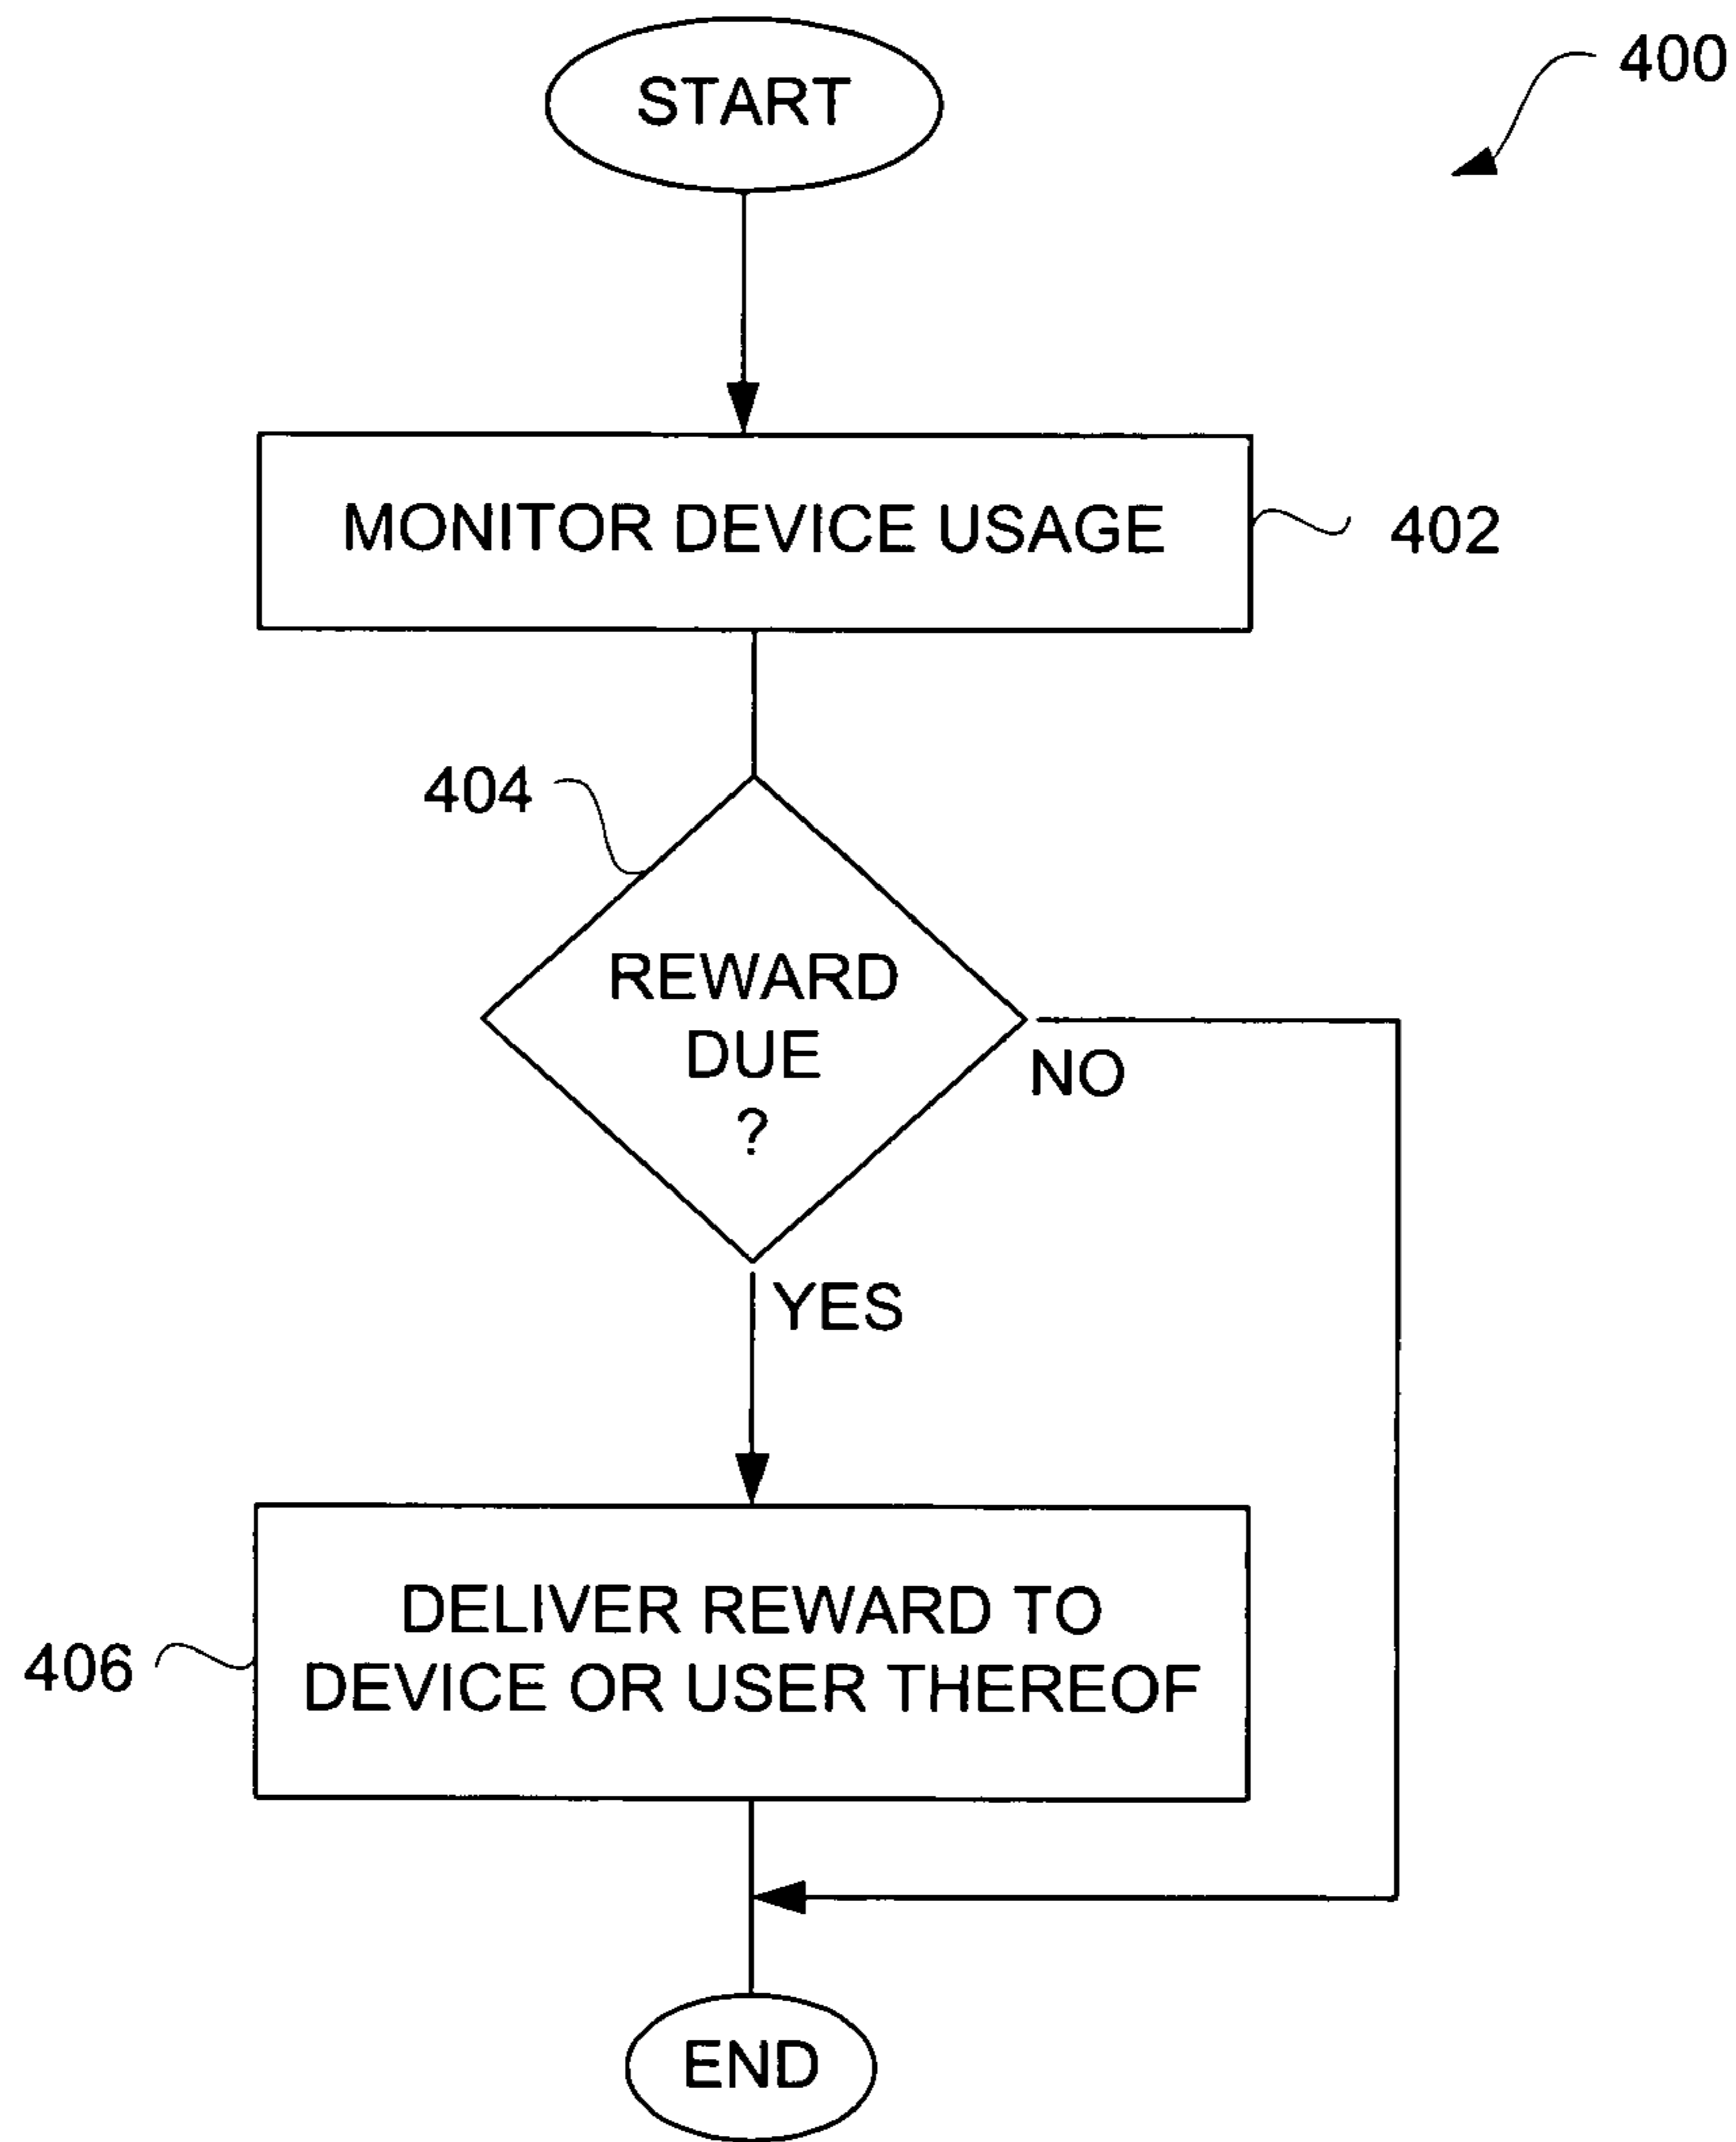 START
400
MONITOR DEVICE USAGE
402
404
REWARD
DUE
?
NO
YES
DELIVER REWARD TO
DEVICE OR USER THEREOF
406
END